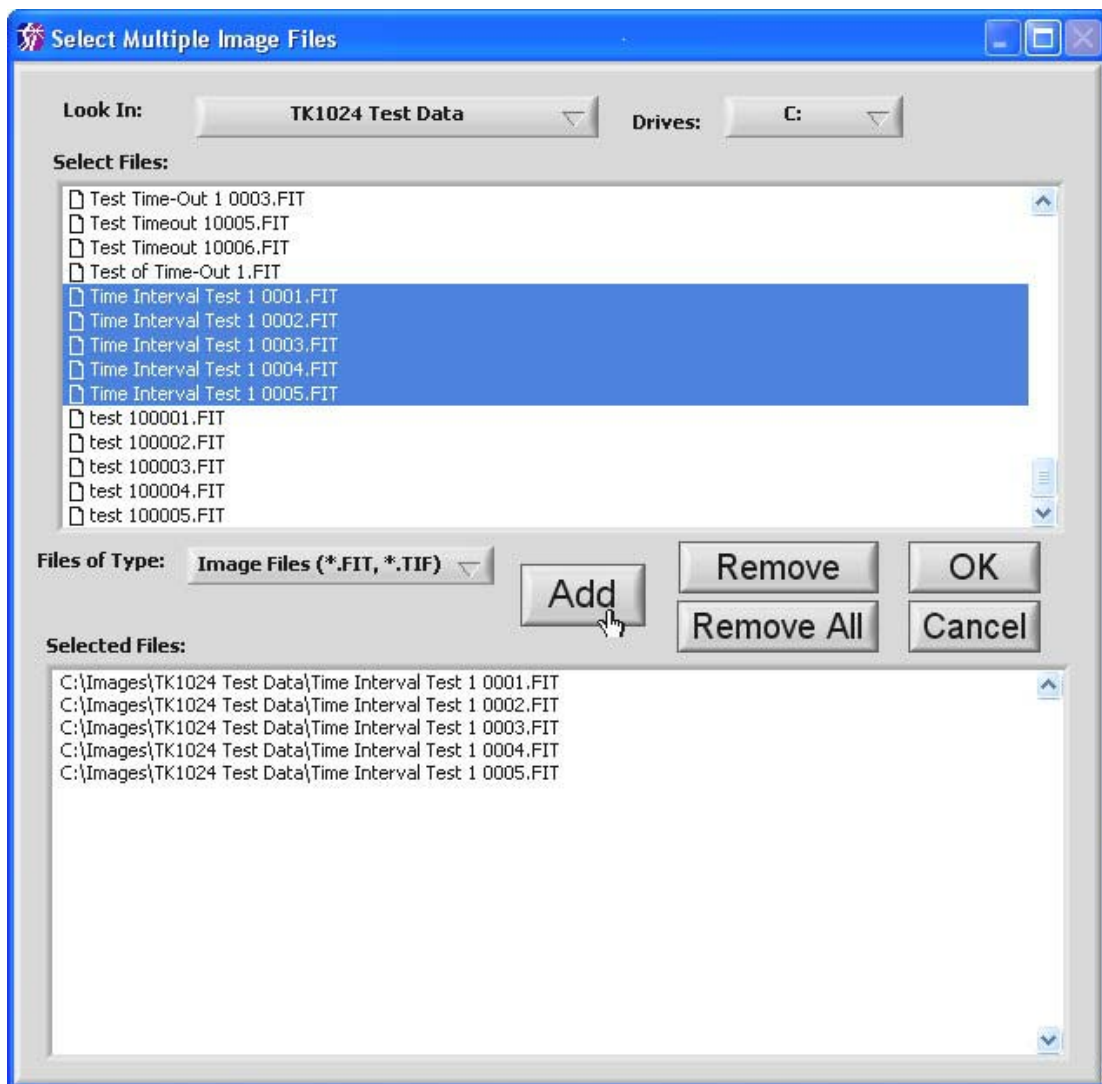 Select Multiple Image Files
Look In: TK1024 Test Data Drives: C:
Select Files:
Test Time-Out 1 0003.FIT
Test Timeout 10005.FIT
Test Timeout 10006.FIT
Test of Time-Out 1.FIT
Time Interval Test 1 0001.FIT
Time Interval Test 1 0002.FIT
Time Interval Test 1 0003.FIT
Time Interval Test 1 0004.FIT
Time Interval Test 1 0005.FIT
test 100001.FIT
test 100002.FIT
test 100003.FIT
test 100004.FIT
test 100005.FIT
Files of Type: Image Files (*.FIT, *.TIF)
Add
Remove
OK
Remove All
Cancel
Selected Files:
C:\Images\TK1024 Test Data\Time Interval Test 1 0001.FIT
C:\Images\TK1024 Test Data\Time Interval Test 1 0002.FIT
C:\Images\TK1024 Test Data\Time Interval Test 1 0003.FIT
C:\Images\TK1024 Test Data\Time Interval Test 1 0004.FIT
C:\Images\TK1024 Test Data\Time Interval Test 1 0005.FIT